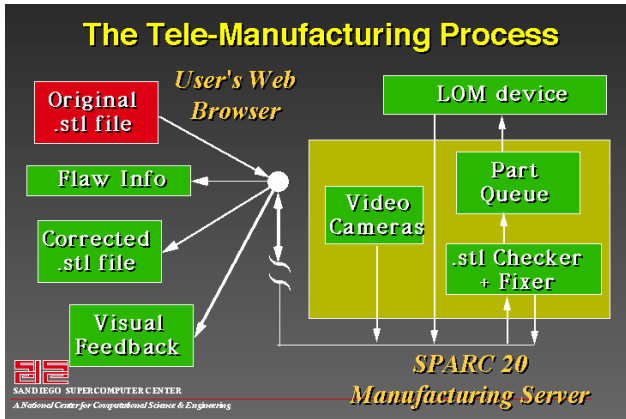 The Tele-Manufacturing Process
User's Web
Browser
Original
.stl file
Flaw Info
Corrected
.stl file
Visual
Feedback
LOM device
Part
Queue
Video
Cameras
.stl Checker
+ Fixer
SPARC 20
Manufacturing Server
SANDIEGO SUPERCOMPUTER CENTER
A National Center for Computational Science & Engineering